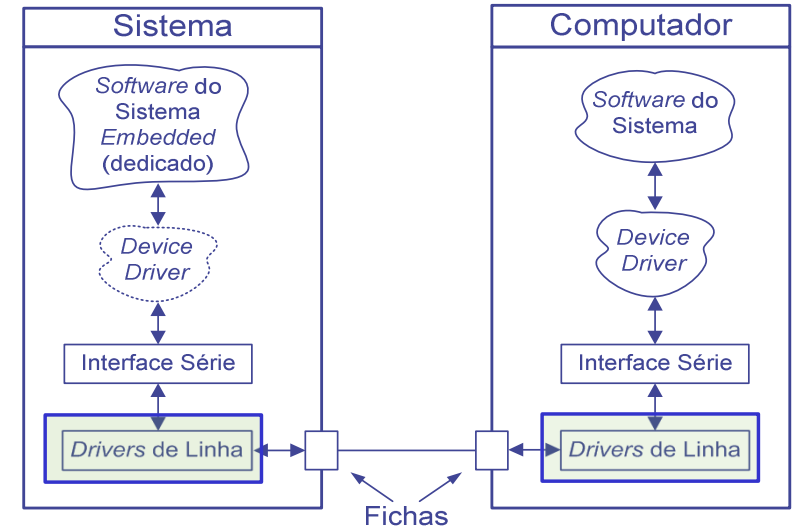 Sistema
Software do
Sistema
Embedded
(dedicado)
Device
Driver
Interface Série
Drivers de Linha
Computador
Software do
Sistema
Device
Driver
Interface Série
Drivers de Linha
Fichas